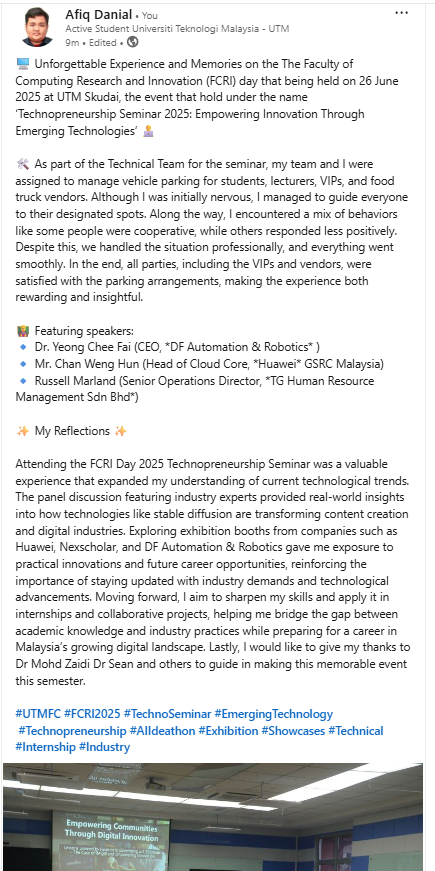 Afiq Danial • You
Active Student Universiti Teknologi Malaysia - UTM
9m • Edited •
🖥️ Unforgettable Experience and Memories on the The Faculty of
Computing Research and Innovation (FCRI) day that being held on 26 June
2025 at UTM Skudai, the event that hold under the name
'Technopreneurship Seminar 2025: Empowering Innovation Through
Emerging Technologies'
🛠️ As part of the Technical Team for the seminar, my team and I were
assigned to manage vehicle parking for students, lecturers, VIPs, and food
truck vendors. Although I was initially nervous, I managed to guide everyone
to their designated spots. Along the way, I encountered a mix of behaviors
like some people were cooperative, while others responded less positively.
Despite this, we handled the situation professionally, and everything went
smoothly. In the end, all parties, including the VIPs and vendors, were
satisfied with the parking arrangements, making the experience both
rewarding and insightful.
Featuring speakers:
🔹 Dr. Yeong Chee Fai (CEO, *DF Automation & Robotics* )
🔹 Mr. Chan Weng Hun (Head of Cloud Core, *Huawei* GSRC Malaysia)
🔹 Russell Marland (Senior Operations Director, *TG Human Resource
Management Sdn Bhd*)
✨ My Reflections ✨
Attending the FCRI Day 2025 Technopreneurship Seminar was a valuable
experience that expanded my understanding of current technological trends.
The panel discussion featuring industry experts provided real-world insights
into how technologies like stable diffusion are transforming content creation
and digital industries. Exploring exhibition booths from companies such as
Huawei, Nexscholar, and DF Automation & Robotics gave me exposure to
practical innovations and future career opportunities, reinforcing the
importance of staying updated with industry demands and technological
advancements. Moving forward, I aim to sharpen my skills and apply it in
internships and collaborative projects, helping me bridge the gap between
academic knowledge and industry practices while preparing for a career in
Malaysia's growing digital landscape. Lastly, I would like to give my thanks to
Dr Mohd Zaidi Dr Sean and others to guide in making this memorable event
this semester.
#UTMFC #FCRI2025 #TechnoSeminar #EmergingTechnology
#Technopreneurship #AIIdeathon #Exhibition #Showcases #Technical
#Internship #Industry
Empowering Communities
Through Digital Innovation